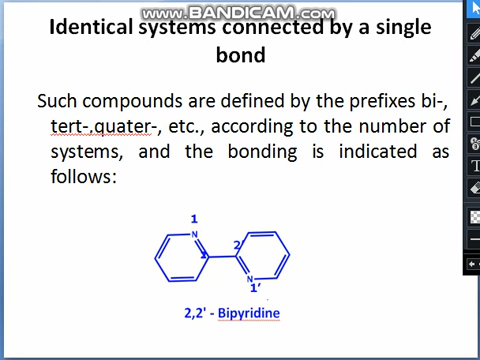 www.BANDICAM.com
Identical systems connected by a single
bond
Such compounds are defined by the prefixes bi-,
tert-,quater-, etc., according to the number of
systems, and the bonding is indicated as
follows:
1
N
2'
N
1'
2,2' - Bipyridine